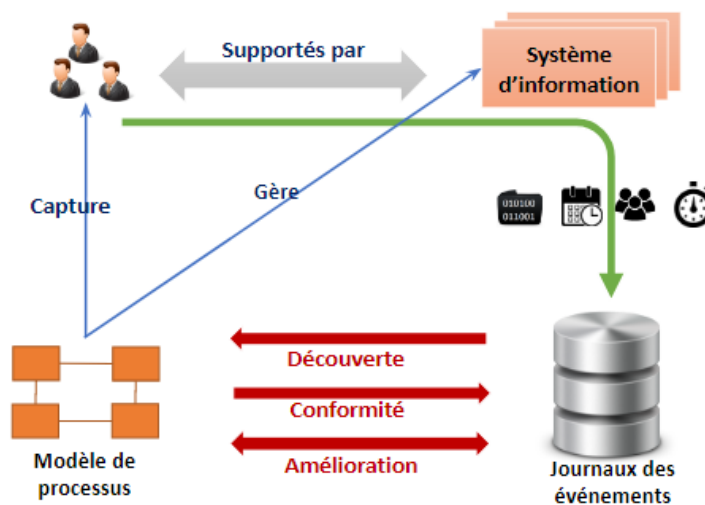 Supportés par
Système
d'information
Capture
Gère
010100
011001
Découverte
Conformité
Amélioration
Modèle de
processus
Journaux des
événements